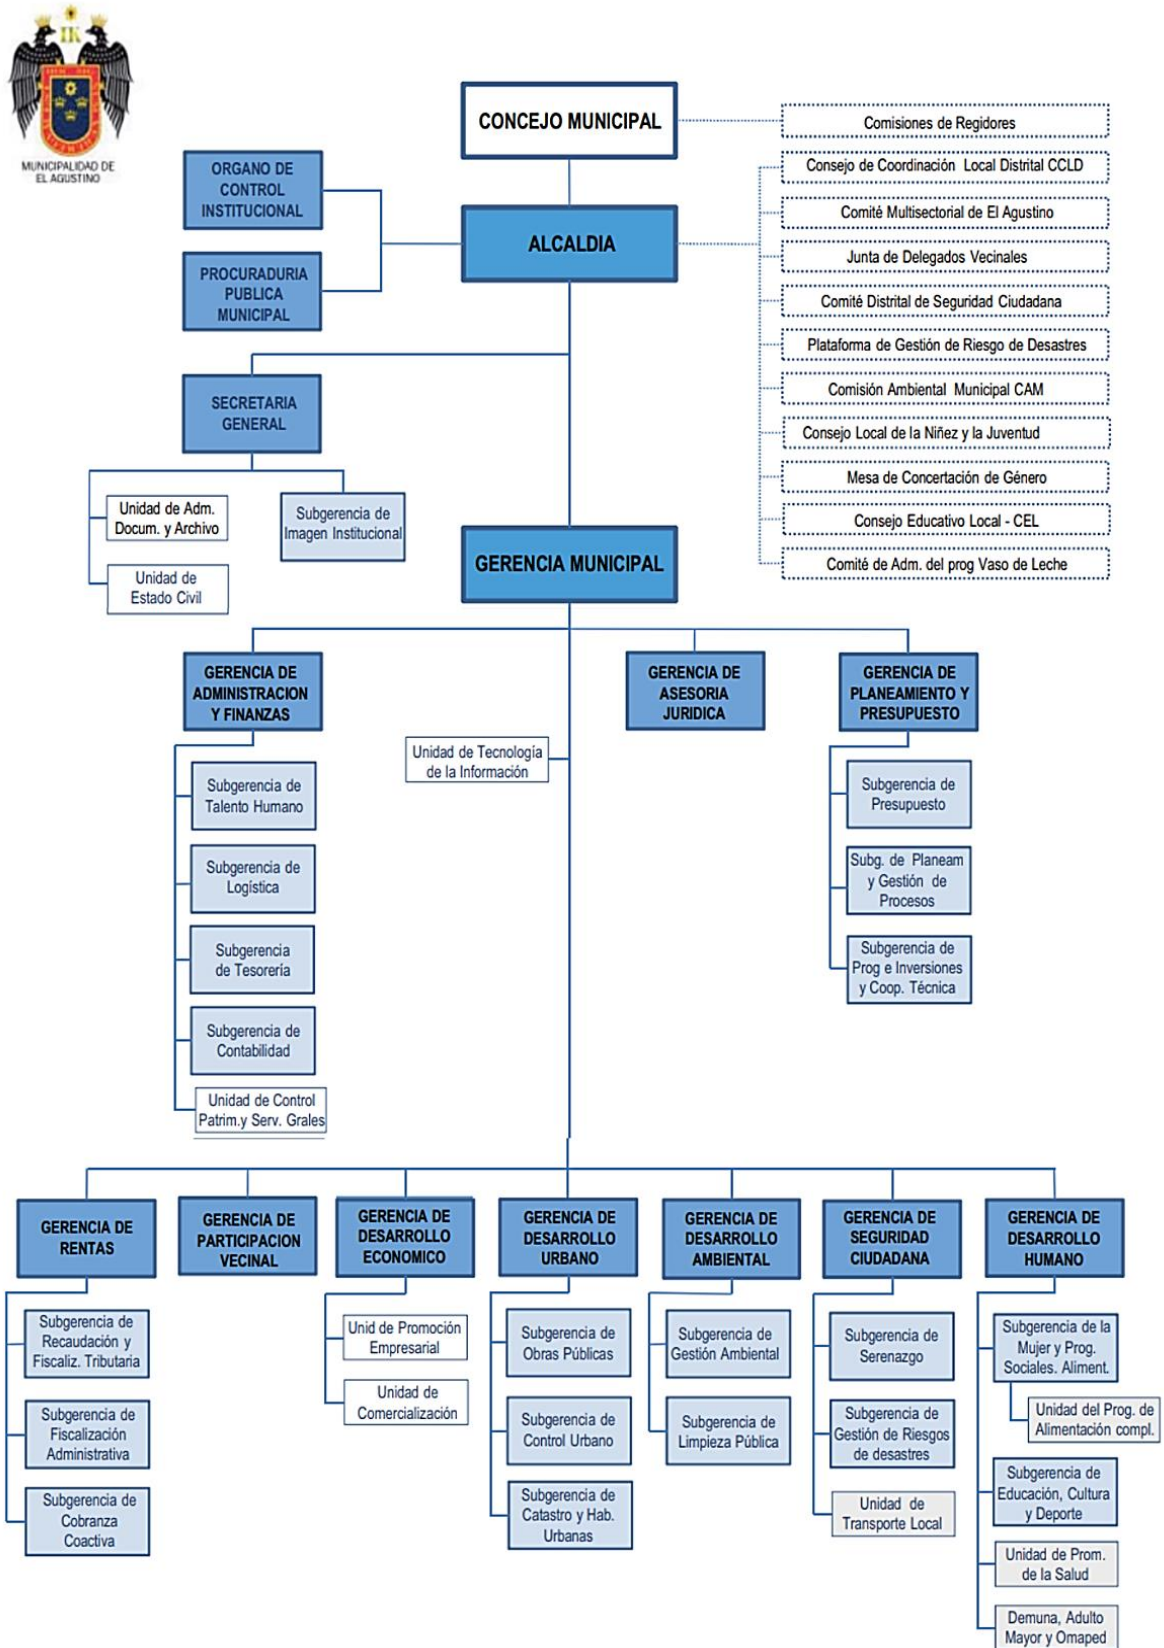 IK
MUNICIPALIDAD DE
EL AGUSTINO
CONCEJO MUNICIPAL
Comisiones de Regidores
ORGANO DE
CONTROL
INSTITUCIONAL
PROCURADURIA
PUBLICA
MUNICIPAL
ALCALDIA
Consejo de Coordinación Local Distrital CCLD
Comité Multisectorial de El Agustino
Junta de Delegados Vecinales
Comité Distrital de Seguridad Ciudadana
Plataforma de Gestión de Riesgo de Desastres
Comisión Ambiental Municipal CAM
Consejo Local de la Niñez y la Juventud
Mesa de Concertación de Género
Consejo Educativo Local - CEL
Comité de Adm. del prog Vaso de Leche
SECRETARIA
GENERAL
Unidad de Adm.
Docum. y Archivo
Unidad de
Estado Civil
Subgerencia de
Imagen Institucional
GERENCIA MUNICIPAL
GERENCIA DE
ADMINISTRACION
Y FINANZAS
GERENCIA DE
ASESORIA
JURIDICA
GERENCIA DE
PLANEAMIENTO Y
PRESUPUESTO
Unidad de Tecnología
de la Información
Subgerencia de
Talento Humano
Subgerencia de
Logística
Subgerencia
de Tesorería
Subgerencia de
Contabilidad
Unidad de Control
Patrim.y Serv. Grales
Subgerencia de
Presupuesto
Subg. de Planeam
y Gestión de
Procesos
Subgerencia de
Prog e Inversiones
y Coop. Técnica
GERENCIA DE
RENTAS
GERENCIA DE
PARTICIPACION
VECINAL
GERENCIA DE
DESARROLLO
ECONOMICO
GERENCIA DE
DESARROLLO
URBANO
GERENCIA DE
DESARROLLO
AMBIENTAL
GERENCIA DE
SEGURIDAD
CIUDADANA
GERENCIA DE
DESARROLLO
HUMANO
Subgerencia de
Recaudación y
Fiscaliz. Tributaria
Subgerencia de
Fiscalización
Administrativa
Subgerencia de
Cobranza
Coactiva
Unid de Promoción
Empresarial
Unidad de
Comercialización
Subgerencia de
Obras Públicas
Subgerencia de
Control Urbano
Subgerencia de
Catastro y Hab.
Urbanas
Subgerencia de
Gestión Ambiental
Subgerencia de
Limpieza Pública
Subgerencia de
Serenazgo
Subgerencia de
Gestión de Riesgos
de desastres
Unidad de
Transporte Local
Subgerencia de la
Mujer y Prog.
Sociales. Aliment.
Unidad del Prog. de
Alimentación compl.
Subgerencia de
Educación, Cultura
y Deporte
Unidad de Prom.
de la Salud
Demuna, Adulto
Mayor y Omaped